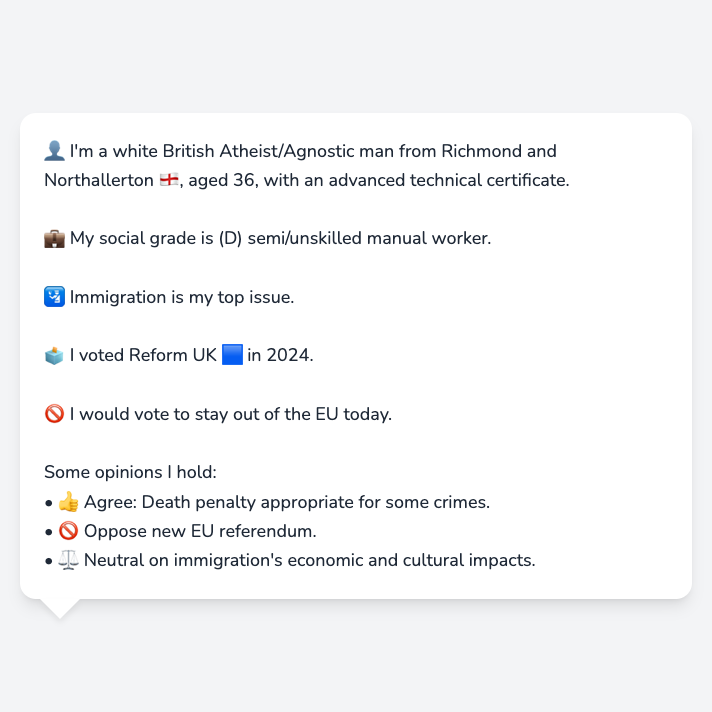 👤 I'm a white British Atheist/Agnostic man from Richmond and
Northallerton 🏴󠁧󠁢󠁥󠁮󠁧󠁿, aged 36, with an advanced technical certificate.
💼 My social grade is (D) semi/unskilled manual worker.
🛂 Immigration is my top issue.
🗳️ I voted Reform UK 🟦 in 2024.
🚫 I would vote to stay out of the EU today.
Some opinions I hold:
• 👍 Agree: Death penalty appropriate for some crimes.
• 🚫 Oppose new EU referendum.
• ⚖️ Neutral on immigration's economic and cultural impacts.